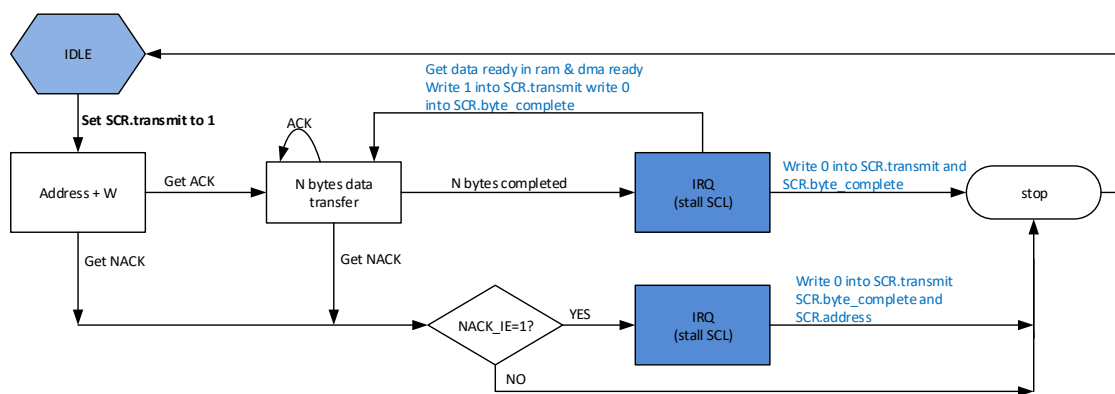 IDLE
Get data ready in ram & dma ready
Write 1 into SCR.transmit write 0
into SCR.byte_complete
Set SCR.transmit to 1
ACK
Address + W
Get ACK
N bytes data
transfer
N bytes completed
IRQ
(stall SCL)
Write 0 into SCR.transmit and
SCR.byte_complete
stop
Get NACK
Get NACK
NACK_IE=1?
YES
IRQ
(stall SCL)
Write 0 into SCR.transmit
SCR.byte_complete and
SCR.address
NO